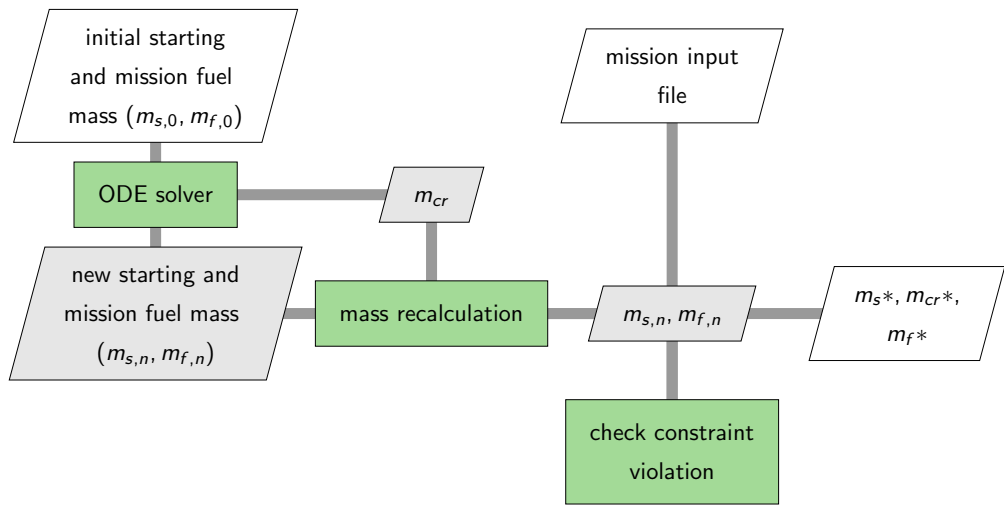 initial starting
and mission fuel
mass (m_{s,0}, m_{f,0})
mission input
file
ODE solver
m_{cr}
new starting and
mission fuel mass
(m_{s,n}, m_{f,n})
mass recalculation
m_{s,n}, m_{f,n}
m_s*, m_{cr}*,
m_f*
check constraint
violation